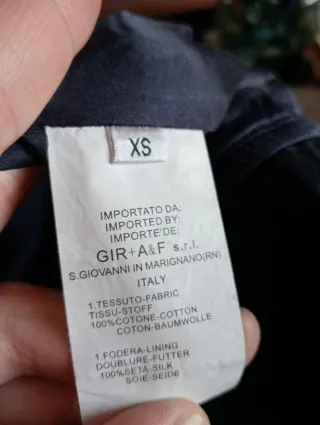 XS
IMPORTATO DA:
IMPORTED BY:
IMPORTE'DE:
GIR+A&F s.r.l.
S.GIOVANNI IN MARIGNANO(RN)
ITALY
1.TESSUTO-FABRIC
TISSU-STOFF
100%COTONE-COTTON
COTON-BAUMWOLLE
1.FODERA-LINING
DOUBLURE-FUTTER
100%SETA-SILK
SOIE-SEIDE